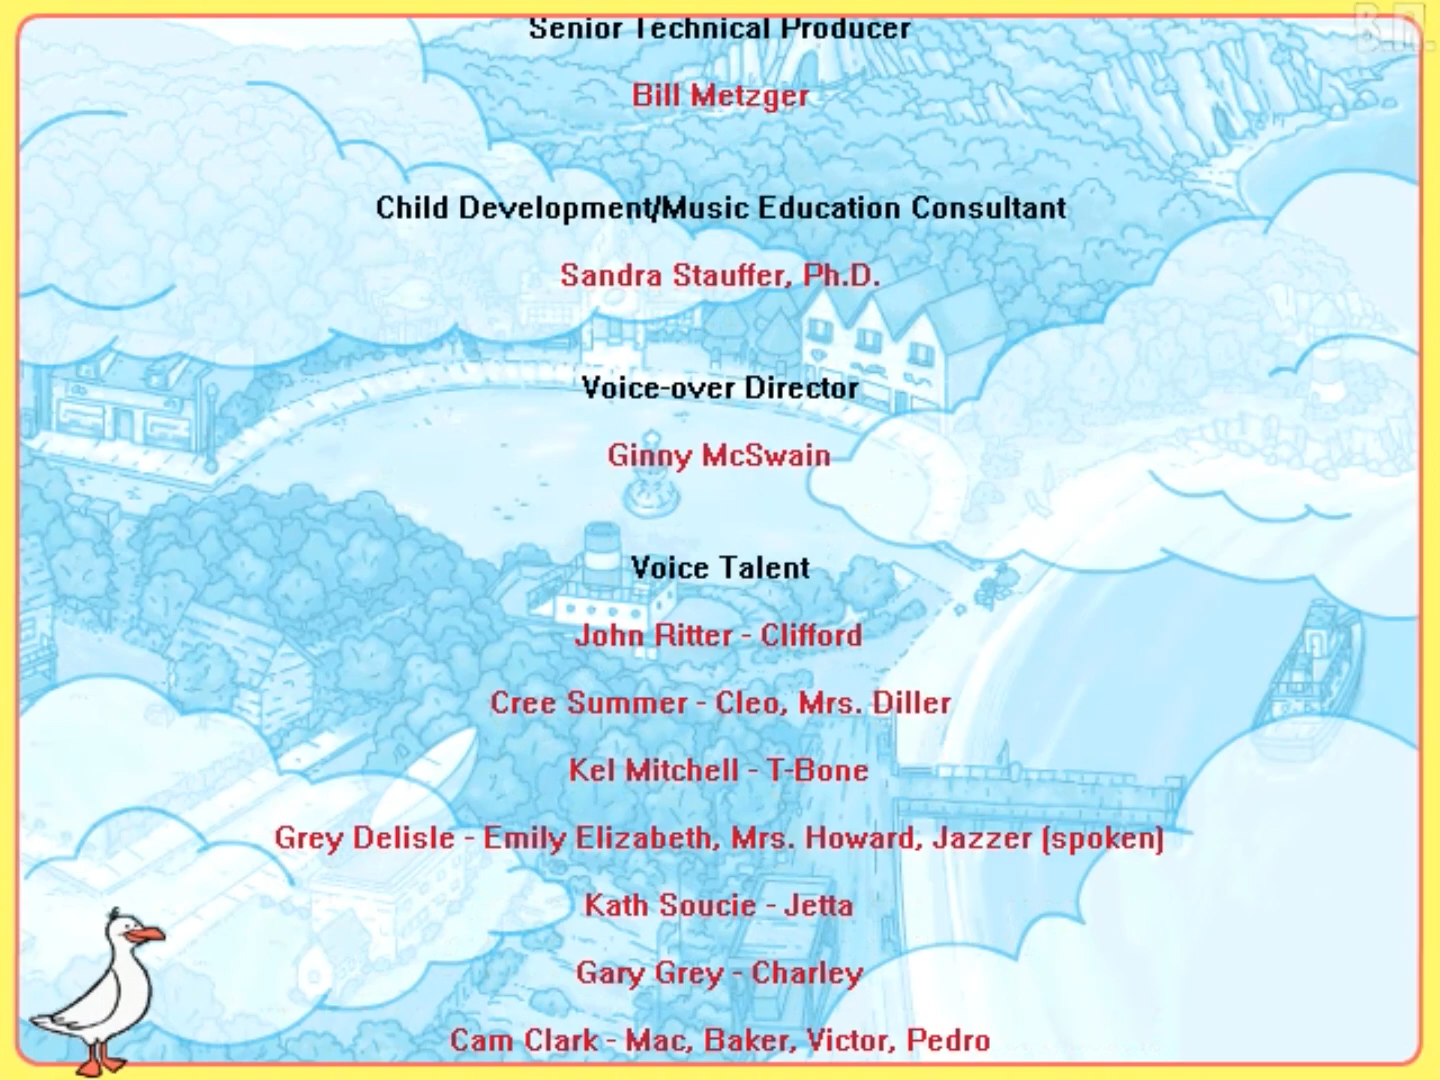 Senior Technical Producer
Bill Metzger
Child Development/Music Education Consultant
Sandra Stauffer, Ph.D.
Voice-over Director
Ginny McSwain
Voice Talent
John Ritter - Clifford
Cree Summer - Cleo, Mrs. Diller
Kel Mitchell - T-Bone
Grey Delisle - Emily Elizabeth, Mrs. Howard, Jazzer (spoken)
Kath Soucie - Jetta
Gary Grey - Charley
Cam Clark - Mac, Baker, Victor, Pedro